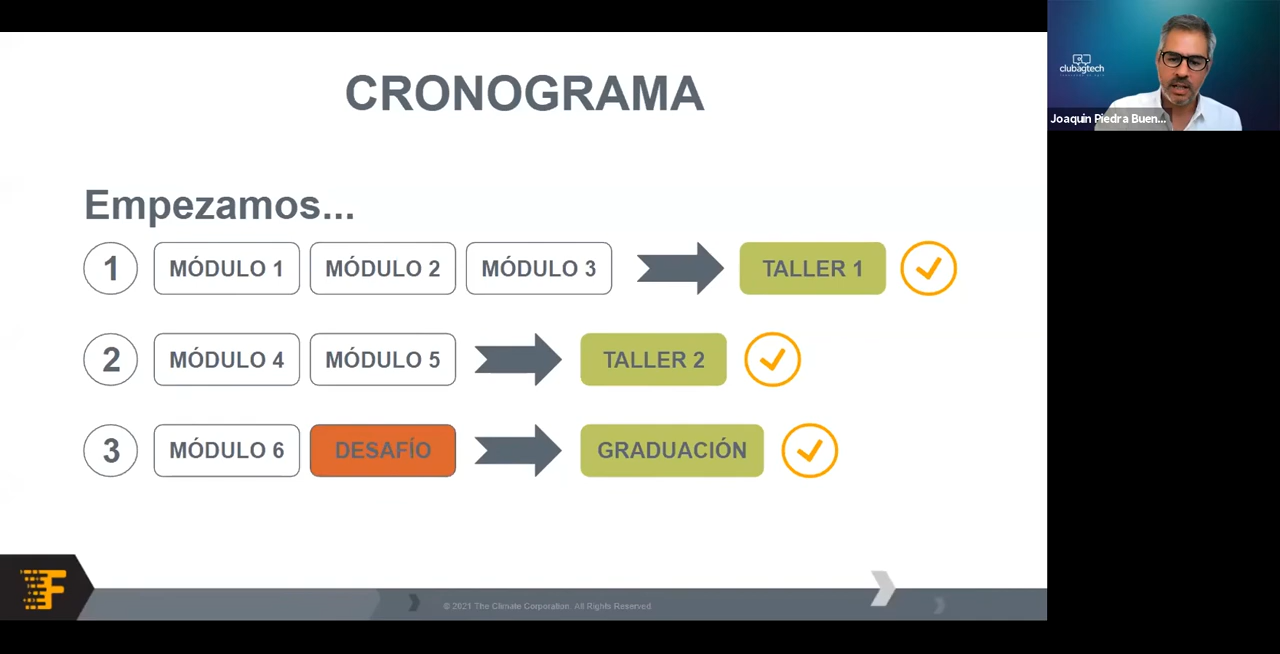 CRONOGRAMA
clubagtech
Joaquin Piedra Buen...
Empezamos...
1 MÓDULO 1 MÓDULO 2 MÓDULO 3 TALLER 1
2 MÓDULO 4 MÓDULO 5 TALLER 2
3 MÓDULO 6 DESAFÍO GRADUACIÓN
F
© 2021 The Climate Corporation. All Rights Reserved.